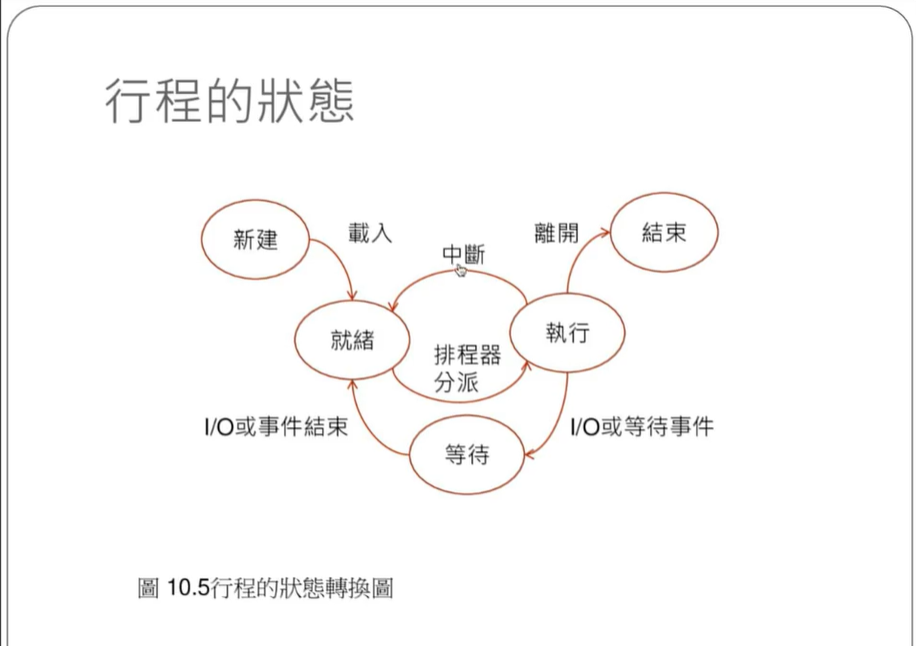 行程的狀態
新建
載入
中斷
離開
結束
就緒
排程器
分派
執行
I/O或事件結束
等待
I/O或等待事件
圖 10.5行程的狀態轉換圖